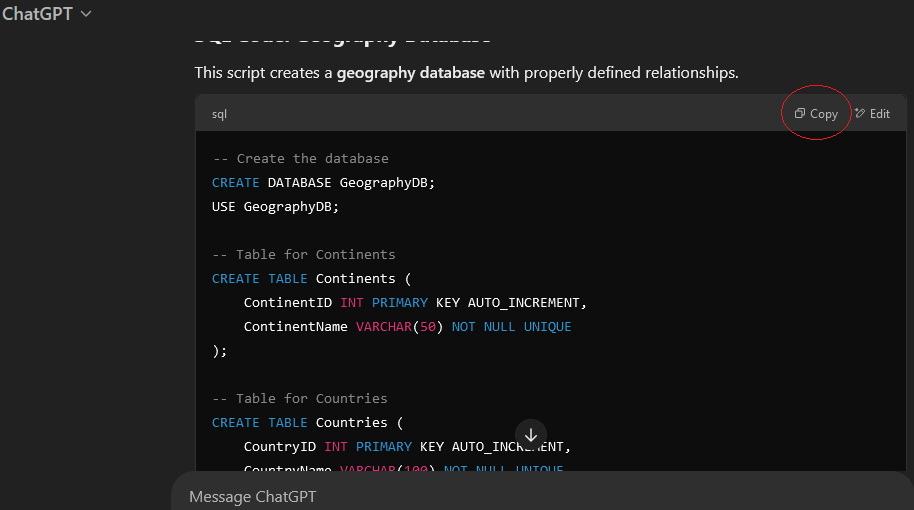 ChatGPT
SQL Code: Geography Database
This script creates a geography database with properly defined relationships.
sql
Copy
Edit
-- Create the database
CREATE DATABASE GeographyDB;
USE GeographyDB;
-- Table for Continents
CREATE TABLE Continents (
    ContinentID INT PRIMARY KEY AUTO_INCREMENT,
    ContinentName VARCHAR(50) NOT NULL UNIQUE
);
-- Table for Countries
CREATE TABLE Countries (
    CountryID INT PRIMARY KEY AUTO_INCREMENT,
    CountryName VARCHAR(100) NOT NULL UNIQUE
Message ChatGPT